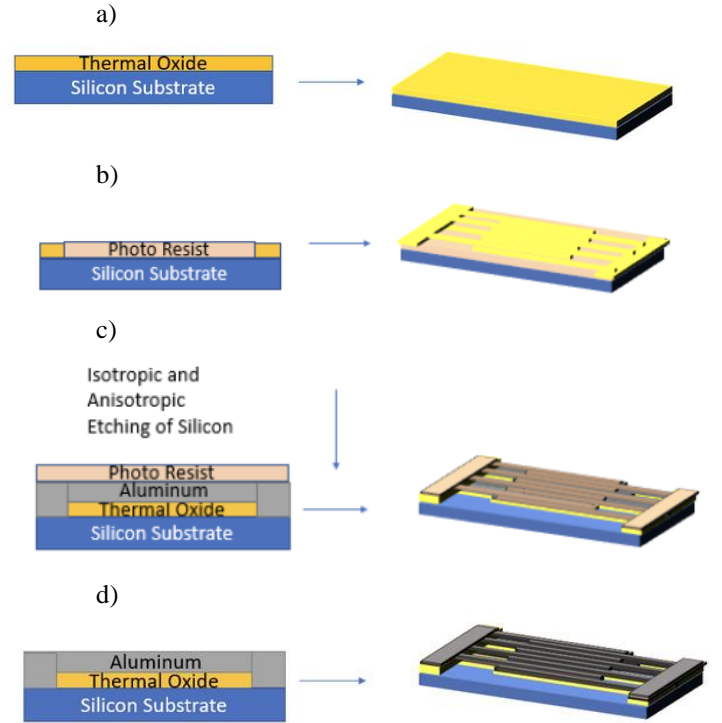 a)
Thermal Oxide
Silicon Substrate
b)
Photo Resist
Silicon Substrate
c)
Isotropic and
Anisotropic
Etching of Silicon
Photo Resist
Aluminum
Thermal Oxide
Silicon Substrate
d)
Aluminum
Thermal Oxide
Silicon Substrate